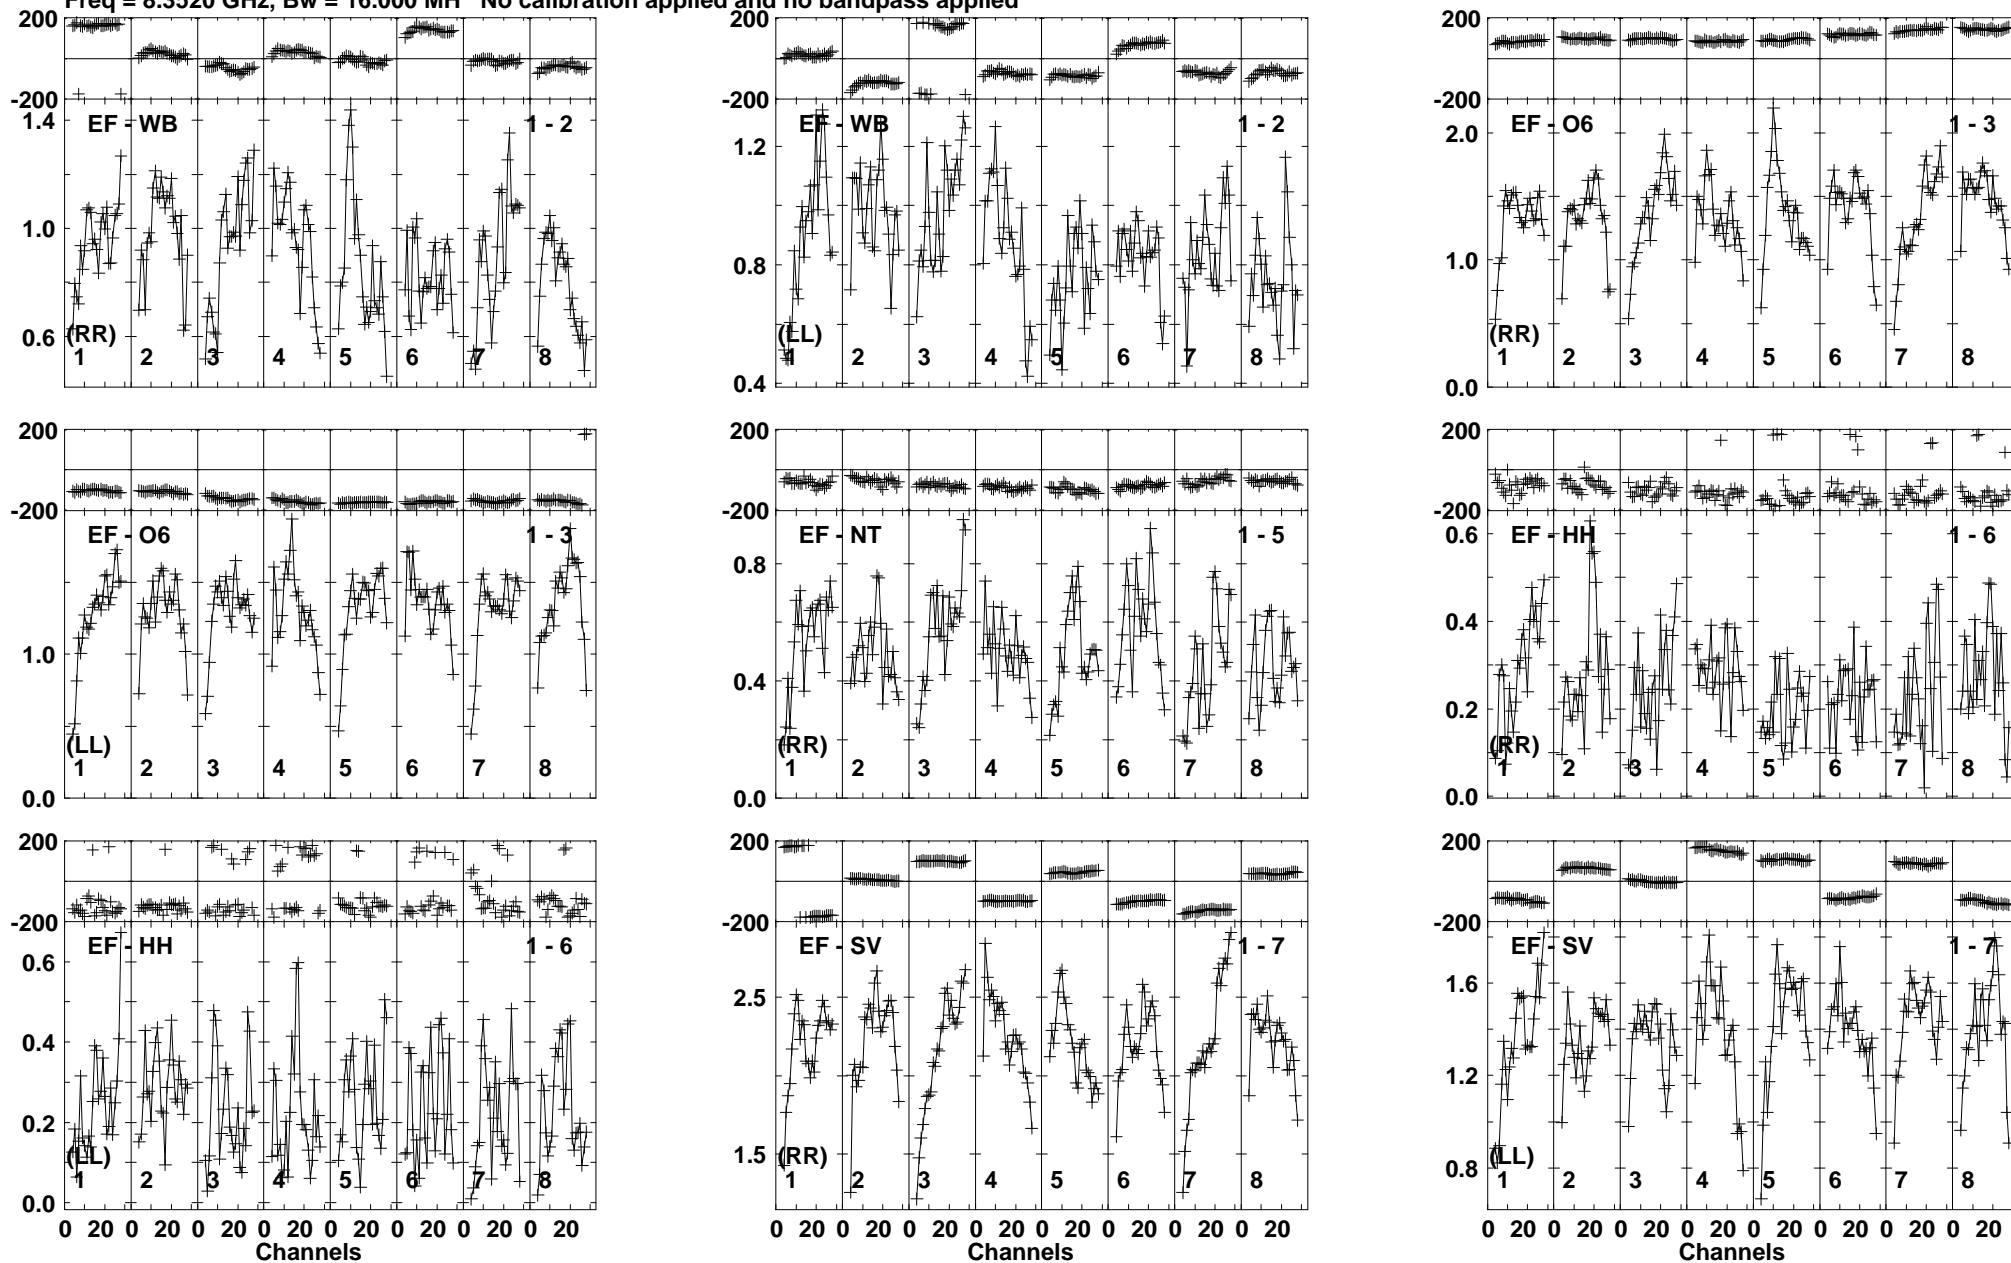 Freq = 8.3520 GHz, Bw = 16.000 MH No calibration applied and no bandpass applied
200
-200
EF - WB
1 - 2
1.4
1.0
0.6
(RR)
1 2 3 4 5 6 7 8
200
-200
EF - WB
1 - 2
1.2
0.8
0.4
(LL)
1 2 3 4 5 6 7 8
200
-200
EF - O6
1 - 3
2.0
1.0
0.0
(RR)
1 2 3 4 5 6 7 8
200
-200
EF - O6
1 - 3
1.0
0.0
(LL)
1 2 3 4 5 6 7 8
200
-200
EF - NT
1 - 5
0.8
0.4
0.0
(RR)
1 2 3 4 5 6 7 8
200
-200
EF - HH
1 - 6
0.6
0.4
0.2
0.0
(RR)
1 2 3 4 5 6 7 8
200
-200
EF - HH
1 - 6
0.8
0.6
0.4
0.2
0.0
(LL)
1 2 3 4 5 6 7 8
0 20 0 20 0 20 0 20 0 20 0 20 0 20 0 20
Channels
200
-200
EF - SV
1 - 7
2.5
1.5
(RR)
1 2 3 4 5 6 7 8
0 20 0 20 0 20 0 20 0 20 0 20 0 20 0 20
Channels
200
-200
EF - SV
1 - 7
1.6
1.2
0.8
(LL)
1 2 3 4 5 6 7 8
0 20 0 20 0 20 0 20 0 20 0 20 0 20 0 20
Channels